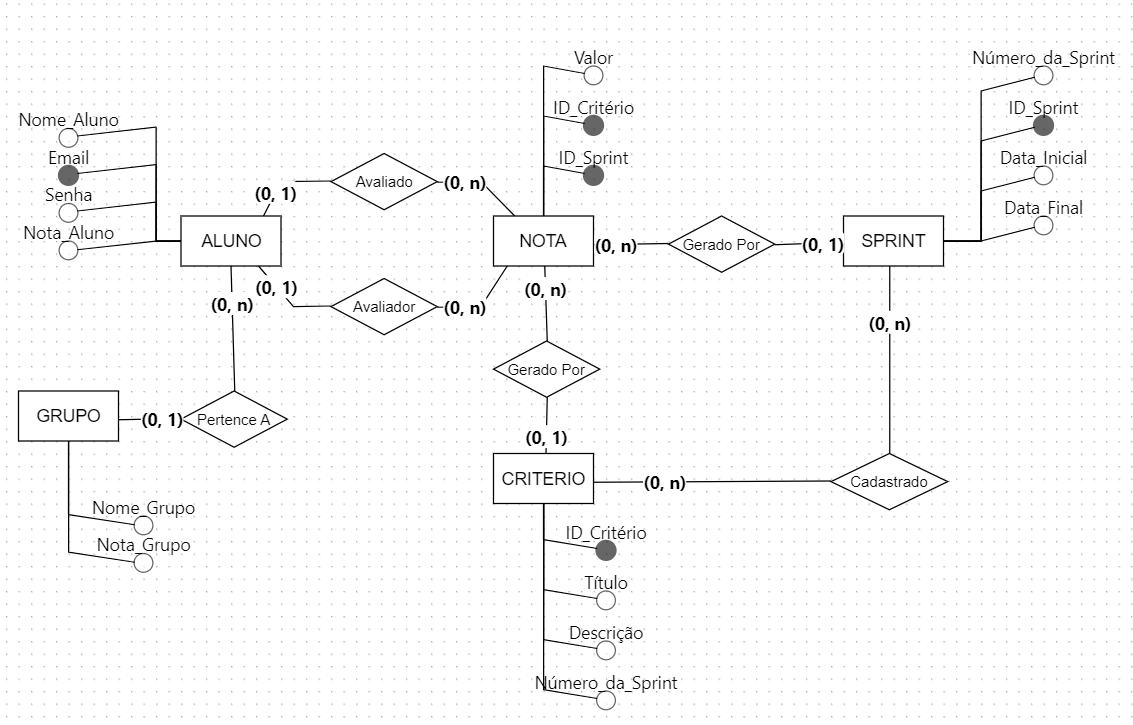 Nome_Aluno
Email
Senha
Nota_Aluno
ALUNO
(0, 1)
Avaliado
(0, n)
(0, 1)
Avaliador
(0, n)
(0, n)
Pertence A
(0, 1)
GRUPO
Nome_Grupo
Nota_Grupo
Valor
ID_Critério
ID_Sprint
NOTA
(0, n)
Gerado Por
(0, 1)
SPRINT
Número_da_Sprint
ID_Sprint
Data_Inicial
Data_Final
(0, n)
Gerado Por
(0, 1)
CRITERIO
(0, n)
Cadastrado
(0, n)
ID_Critério
Título
Descrição
Número_da_Sprint